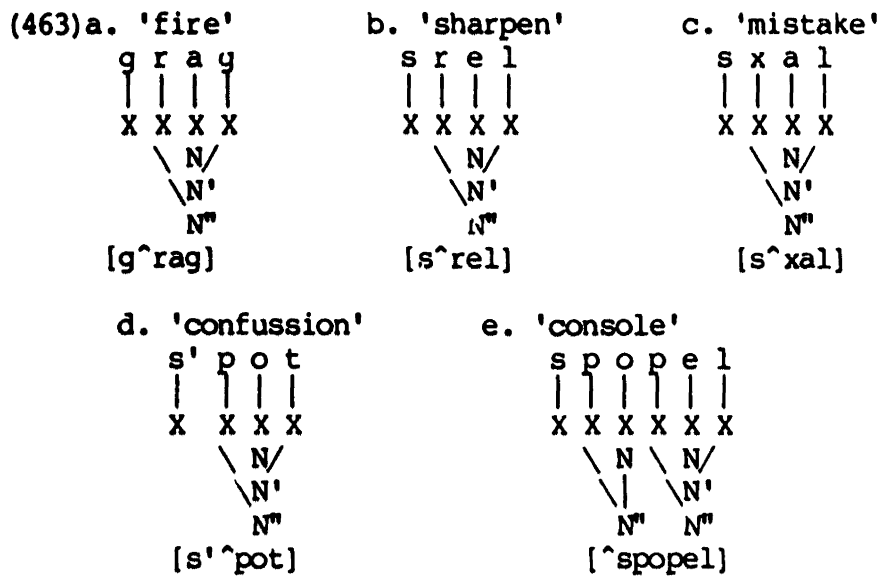 (463)a. 'fire' b. 'sharpen' c. 'mistake'
g r a g s r e l s x a l
X X X X X X X X X X X X
N N N
N' N' N'
N" N" N"
[g^rag] [s^rel] [s^xal]
d. 'confussion' e. 'console'
s' p o t s p o p e l
X X X X X X X X X X
N N N
N' N'
N" N" N"
[s'^pot] [^spopel]